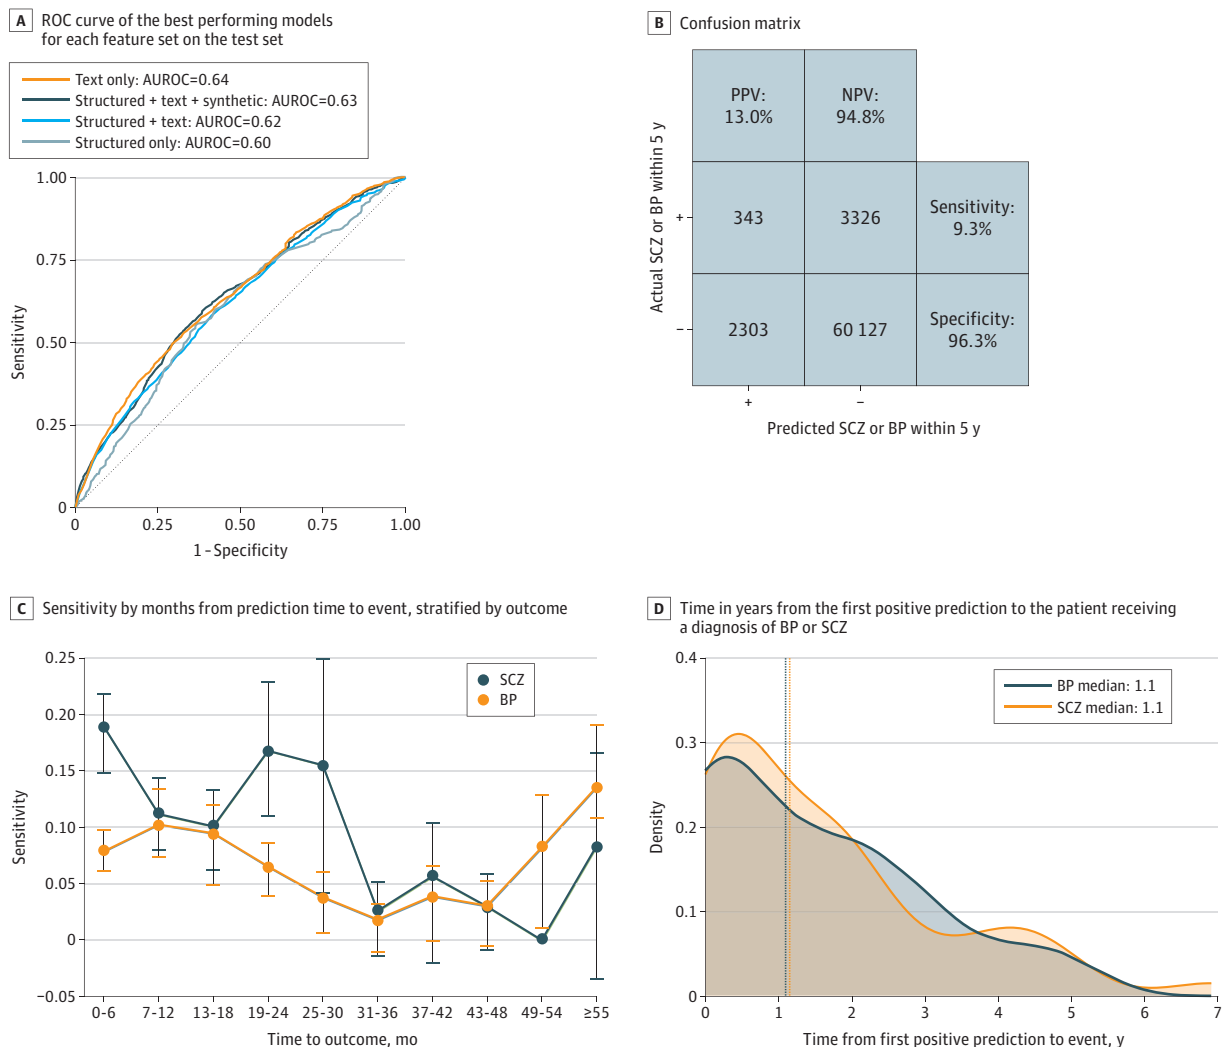 A ROC curve of the best performing models
for each feature set on the test set
Text only: AUROC=0.64
Structured + text + synthetic: AUROC=0.63
Structured + text: AUROC=0.62
Structured only: AUROC=0.60
1.00
0.75
0.50
0.25
0
Sensitivity
0 0.25 0.50 0.75 1.00
1 - Specificity
B Confusion matrix
PPV:
13.0%
NPV:
94.8%
343
3326
Sensitivity:
9.3%
2303
60 127
Specificity:
96.3%
Actual SCZ or BP within 5 y
+
−
+ −
Predicted SCZ or BP within 5 y
C Sensitivity by months from prediction time to event, stratified by outcome
SCZ
BP
0.25
0.20
0.15
0.10
0.05
0
−0.05
Sensitivity
0-6 7-12 13-18 19-24 25-30 31-36 37-42 43-48 49-54 ≥55
Time to outcome, mo
D Time in years from the first positive prediction to the patient receiving
a diagnosis of BP or SCZ
BP median: 1.1
SCZ median: 1.1
0.4
0.3
0.2
0.1
0
Density
0 1 2 3 4 5 6 7
Time from first positive prediction to event, y